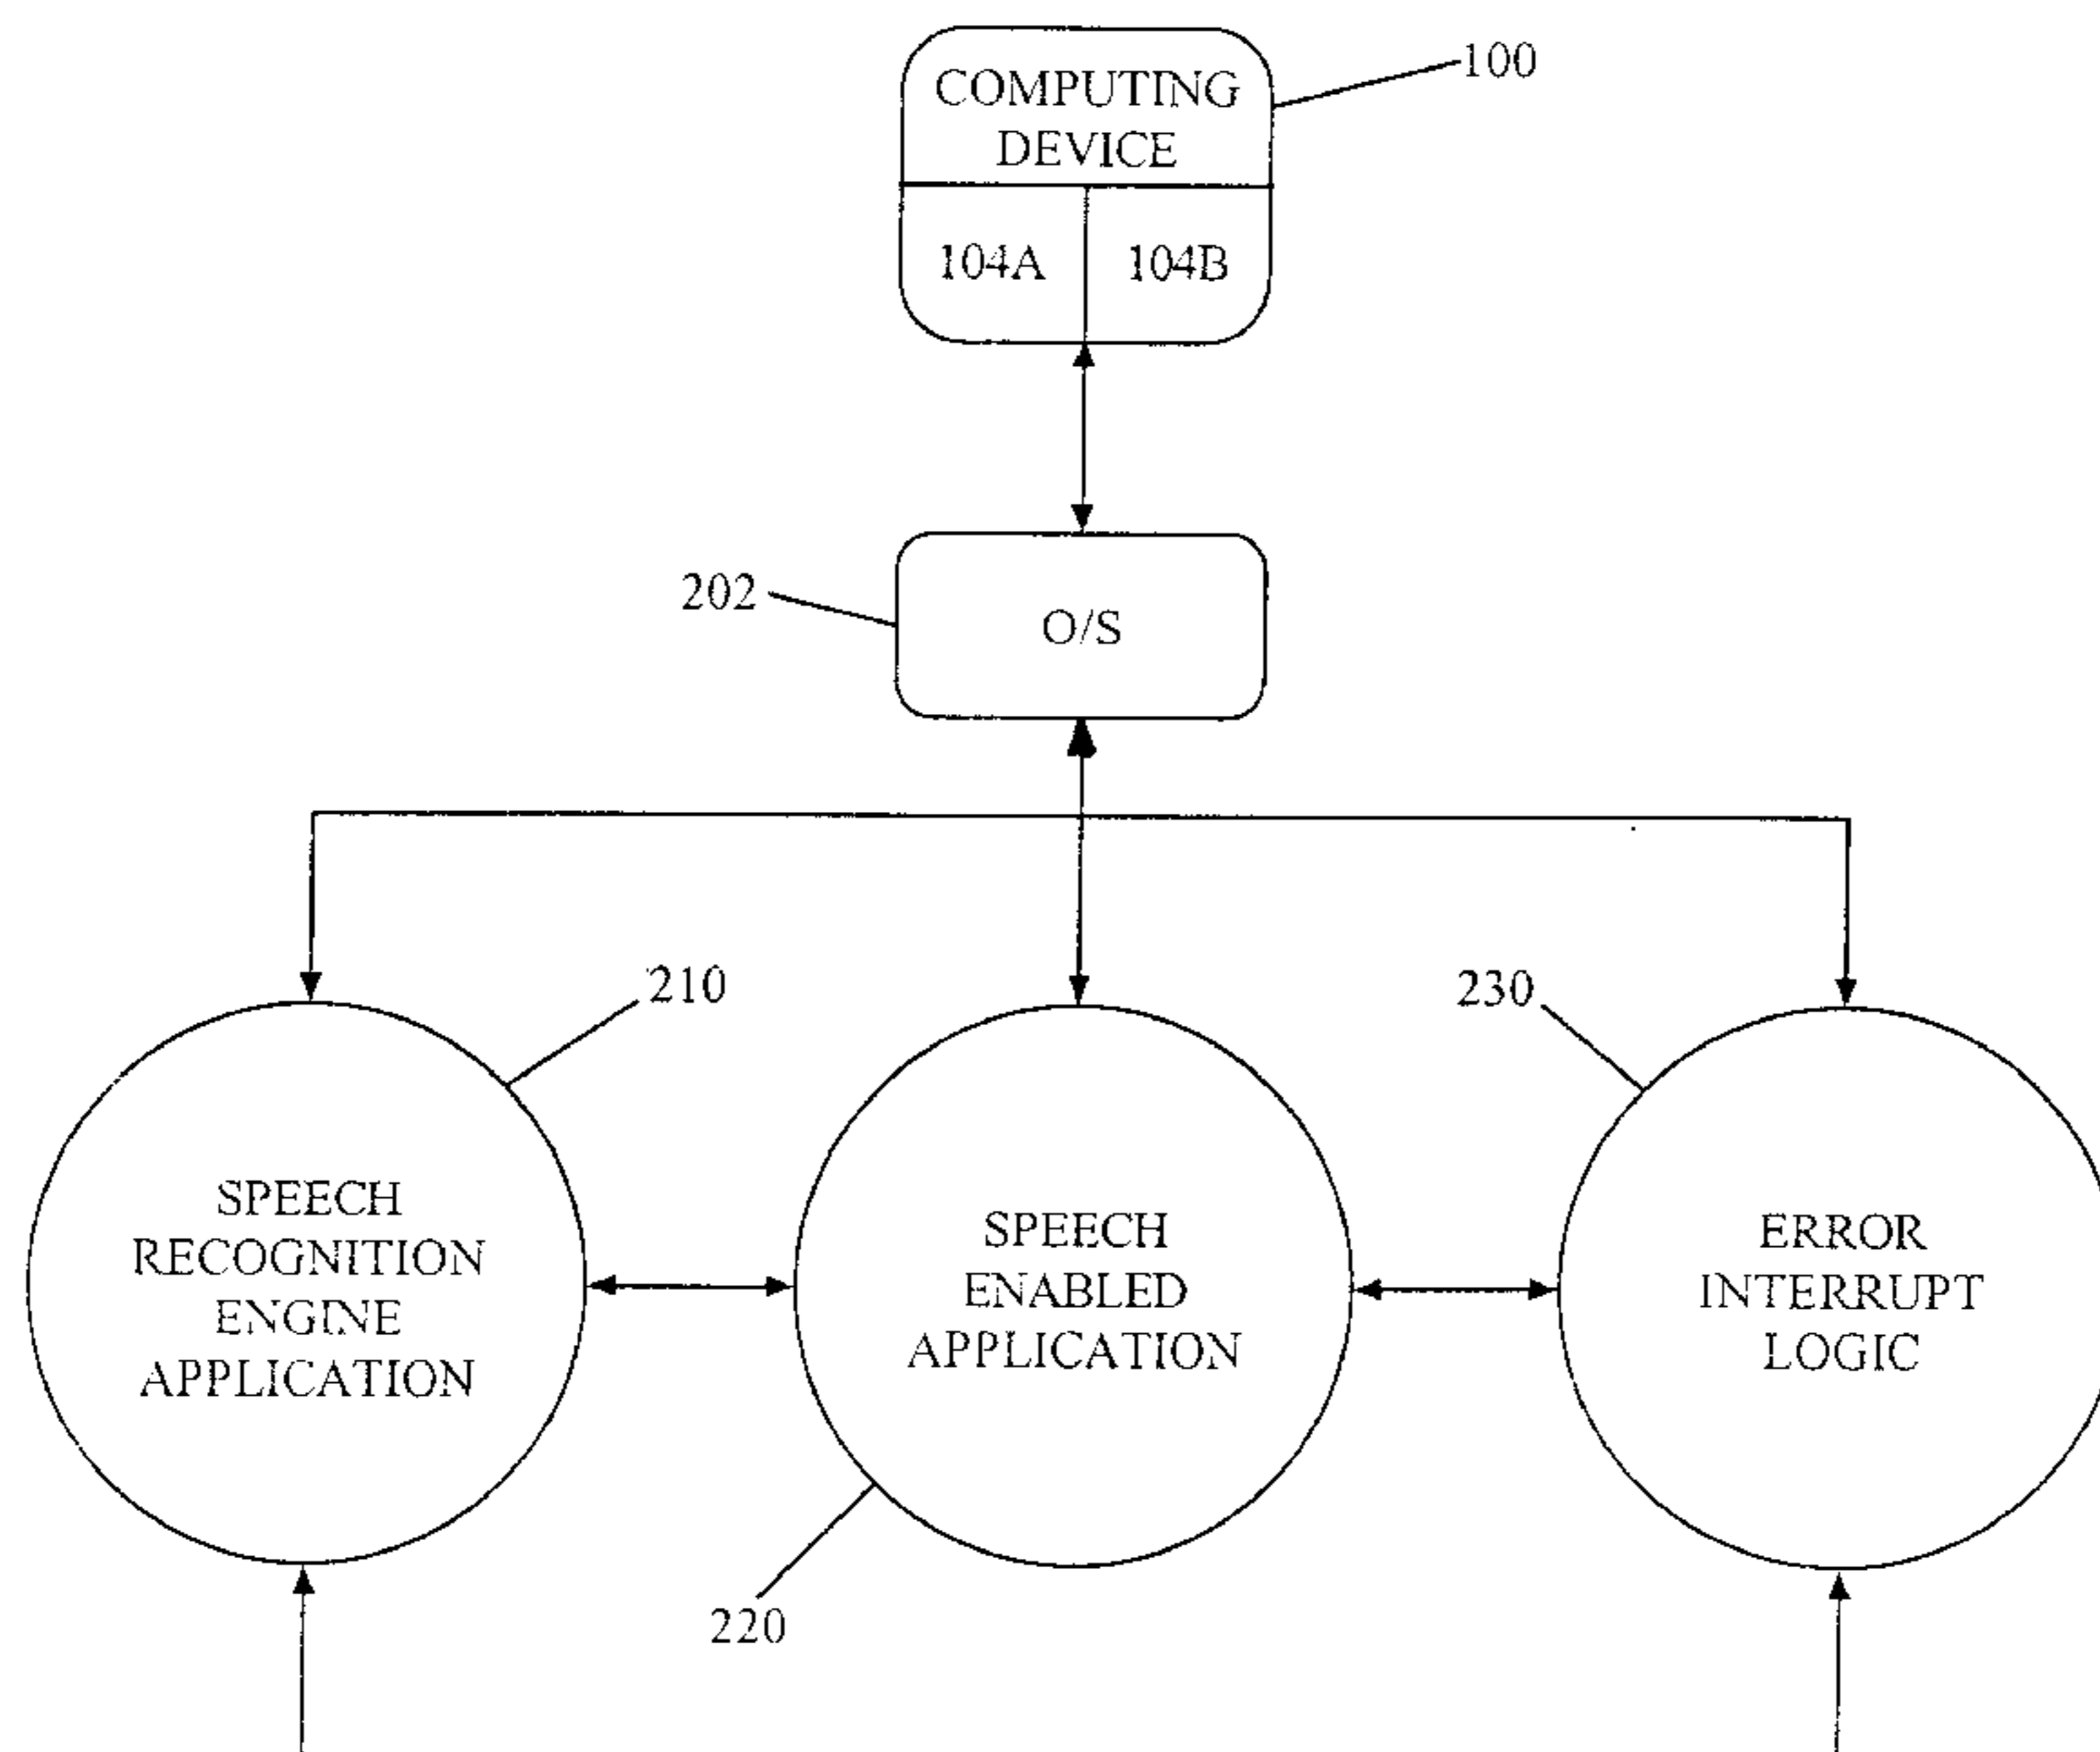 COMPUTING
DEVICE
100
104A
104B
202
O/S
210
230
SPEECH
RECOGNITION
ENGINE
APPLICATION
SPEECH
ENABLED
APPLICATION
ERROR
INTERRUPT
LOGIC
220